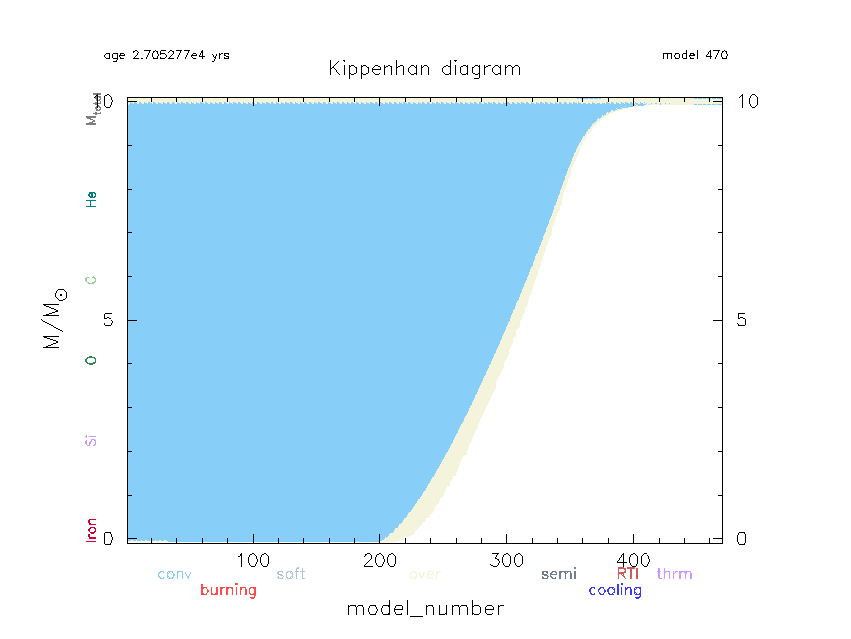 age 2.705277e4 yrs
model 470
Kippenhan diagram
M_total
10
10
He
C
M/M☉
5
5
O
Si
Iron
0
0
100
200
300
400
conv
soft
over
semi
RTI
thrm
burning
cooling
model_number